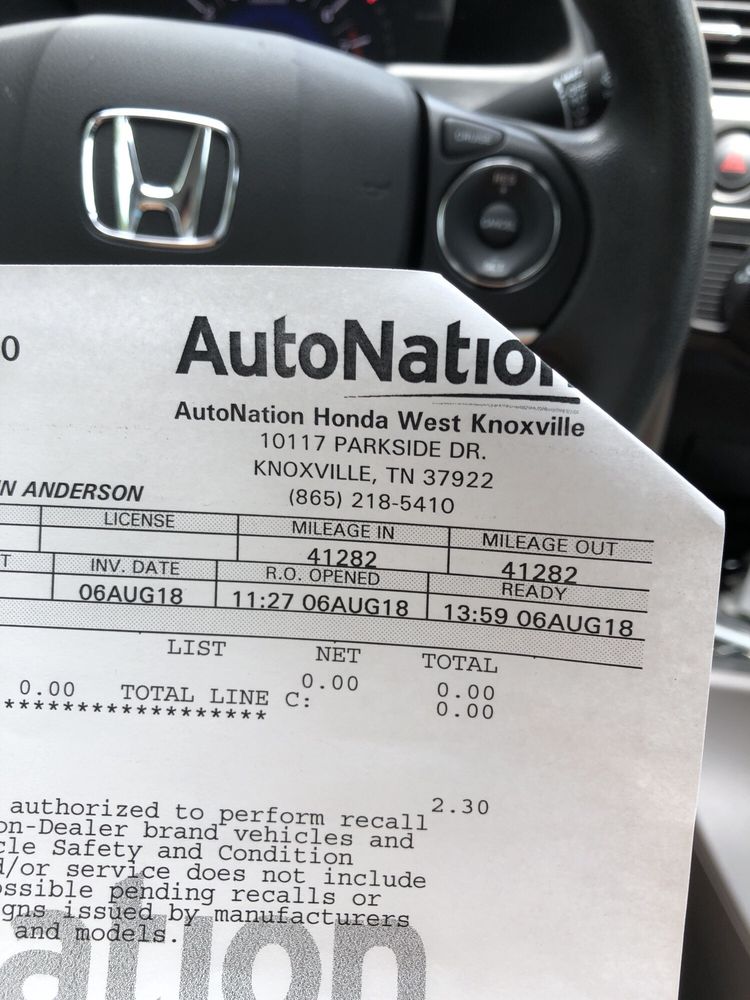 CANCEL
0
AutoNation
AutoNation Honda West Knoxville
10117 PARKSIDE DR.
KNOXVILLE, TN 37922
(865) 218-5410
N ANDERSON
LICENSE MILEAGE IN MILEAGE OUT
41282 41282
T INV. DATE R.O. OPENED READY
06AUG18 11:27 06AUG18 13:59 06AUG18
LIST NET TOTAL
0.00 0.00
0.00 TOTAL LINE C: 0.00
******************
2.30
authorized to perform recall
on-Dealer brand vehicles and
cle Safety and Condition
d/or service does not include
ossible pending recalls or
gns issued by manufacturers
and models.
ation